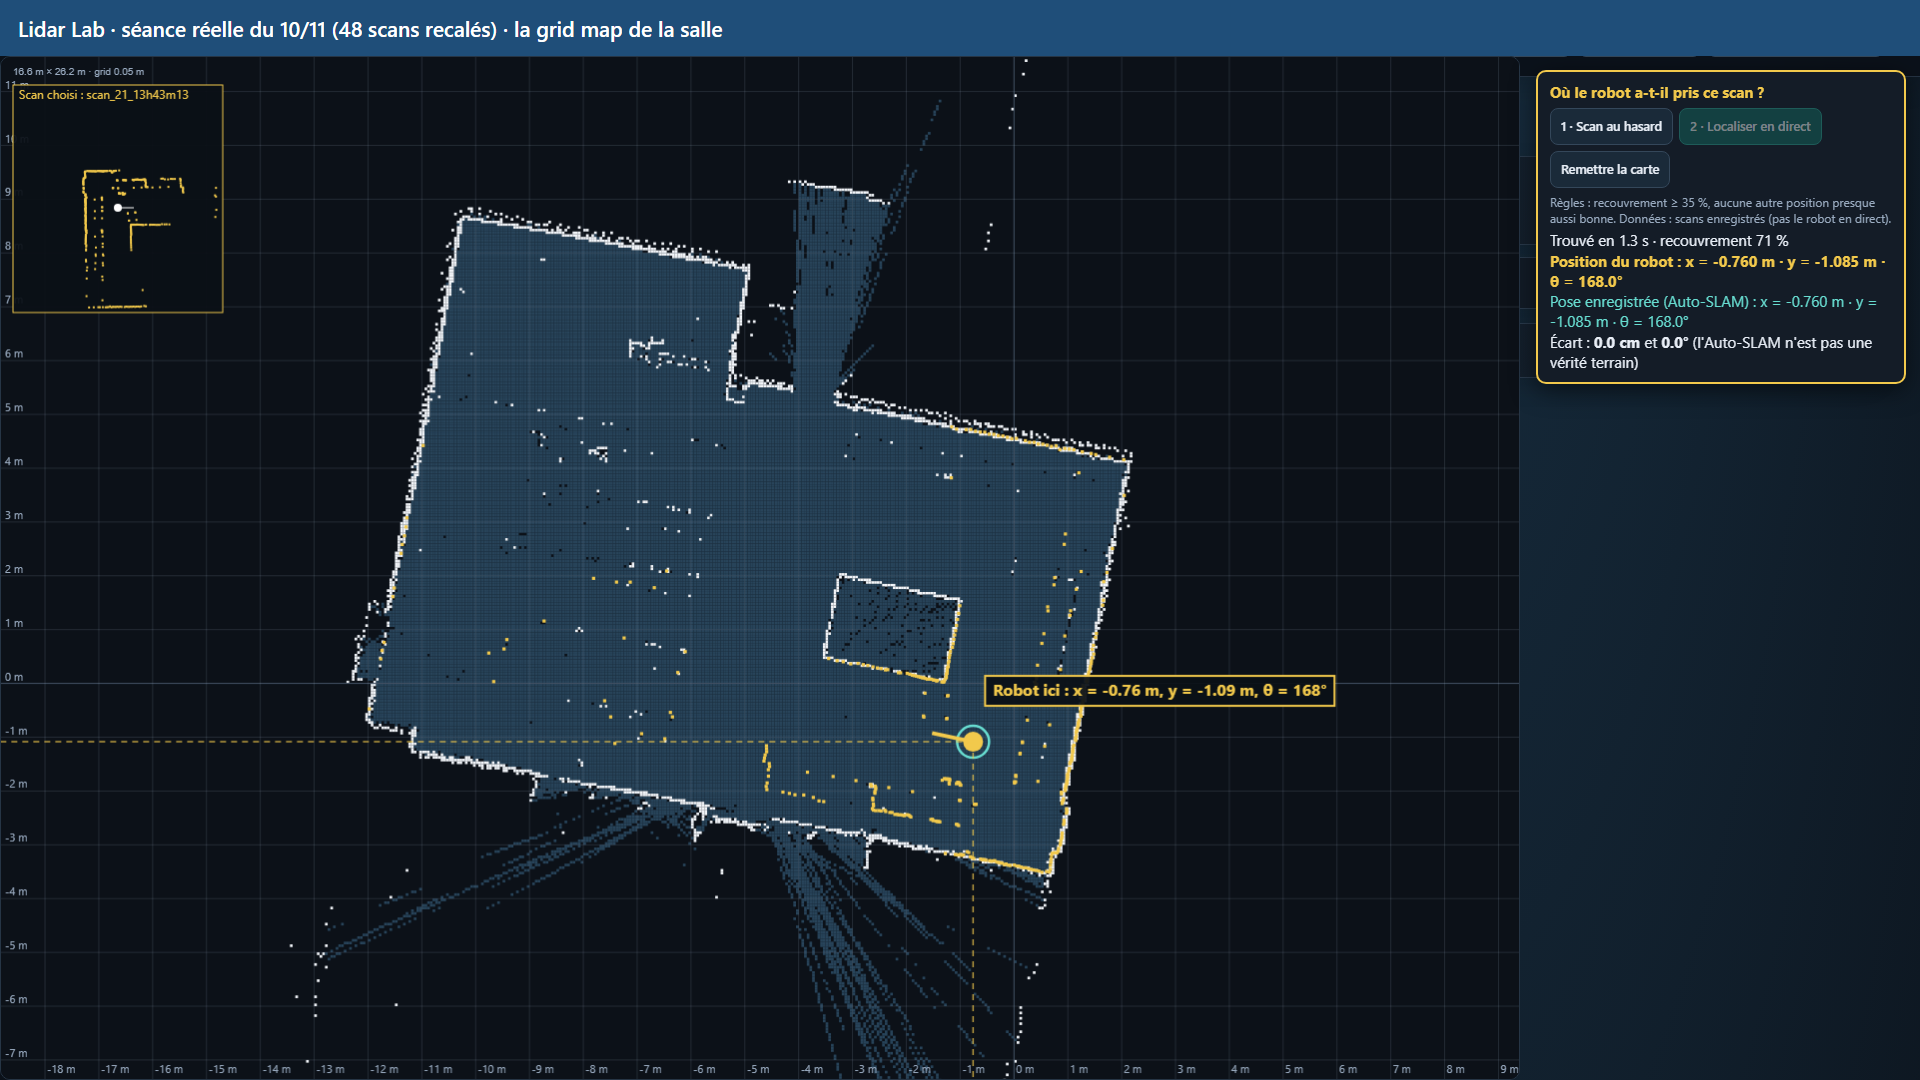 Lidar Lab · séance réelle du 10/11 (48 scans recalés) · la grid map de la salle
16.6 m × 26.2 m · grid 0.05 m
Scan choisi : scan_21_13h43m13
Où le robot a-t-il pris ce scan ?
1 · Scan au hasard
2 · Localiser en direct
Remettre la carte
Règles : recouvrement ≥ 35 %, aucune autre position presque
aussi bonne. Données : scans enregistrés (pas le robot en direct).
Trouvé en 1.3 s · recouvrement 71 %
Position du robot : x = -0.760 m · y = -1.085 m ·
θ = 168.0°
Pose enregistrée (Auto-SLAM) : x = -0.760 m · y =
-1.085 m · θ = 168.0°
Écart : 0.0 cm et 0.0° (l'Auto-SLAM n'est pas une
vérité terrain)
6 m
5 m
4 m
3 m
2 m
1 m
0 m
Robot ici : x = -0.76 m, y = -1.09 m, θ = 168°
-1 m
-2 m
-3 m
-4 m
-5 m
-6 m
-7 m
-18 m -17 m -16 m -15 m -14 m -13 m -12 m -11 m -10 m -9 m -8 m -7 m -6 m -5 m -4 m -3 m -2 m -1 m 0 m 1 m 2 m 3 m 4 m 5 m 6 m 7 m 8 m 9 m